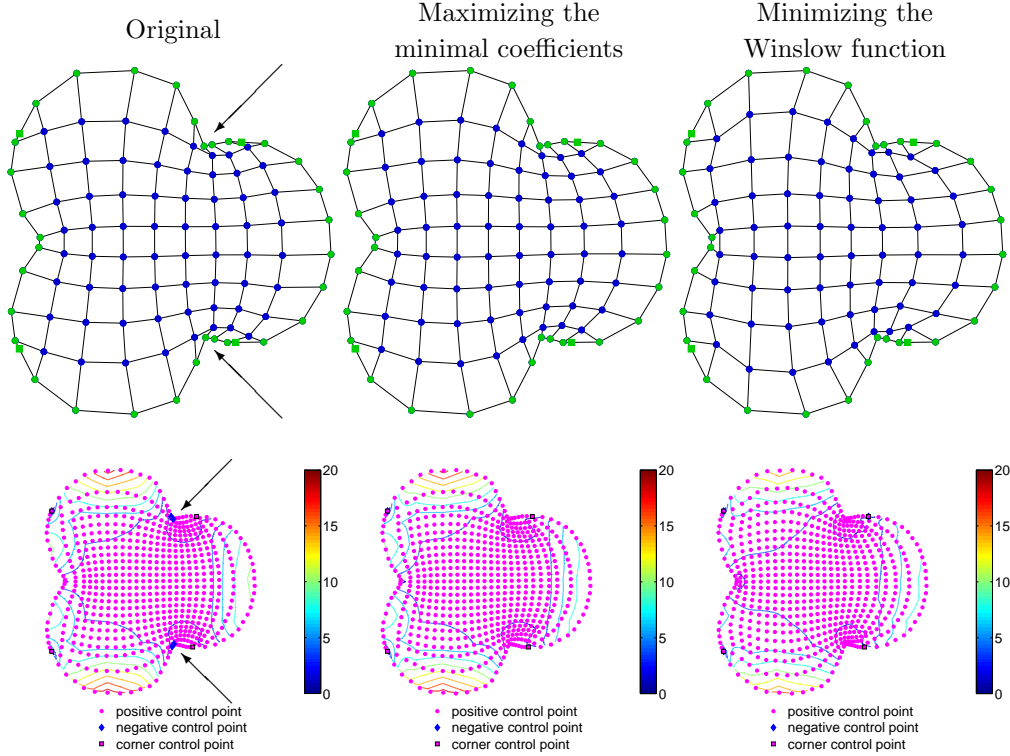 Original
Maximizing the
minimal coefficients
Minimizing the
Winslow function
20
15
10
5
0
positive control point
negative control point
corner control point
20
15
10
5
0
positive control point
negative control point
corner control point
20
15
10
5
0
positive control point
negative control point
corner control point